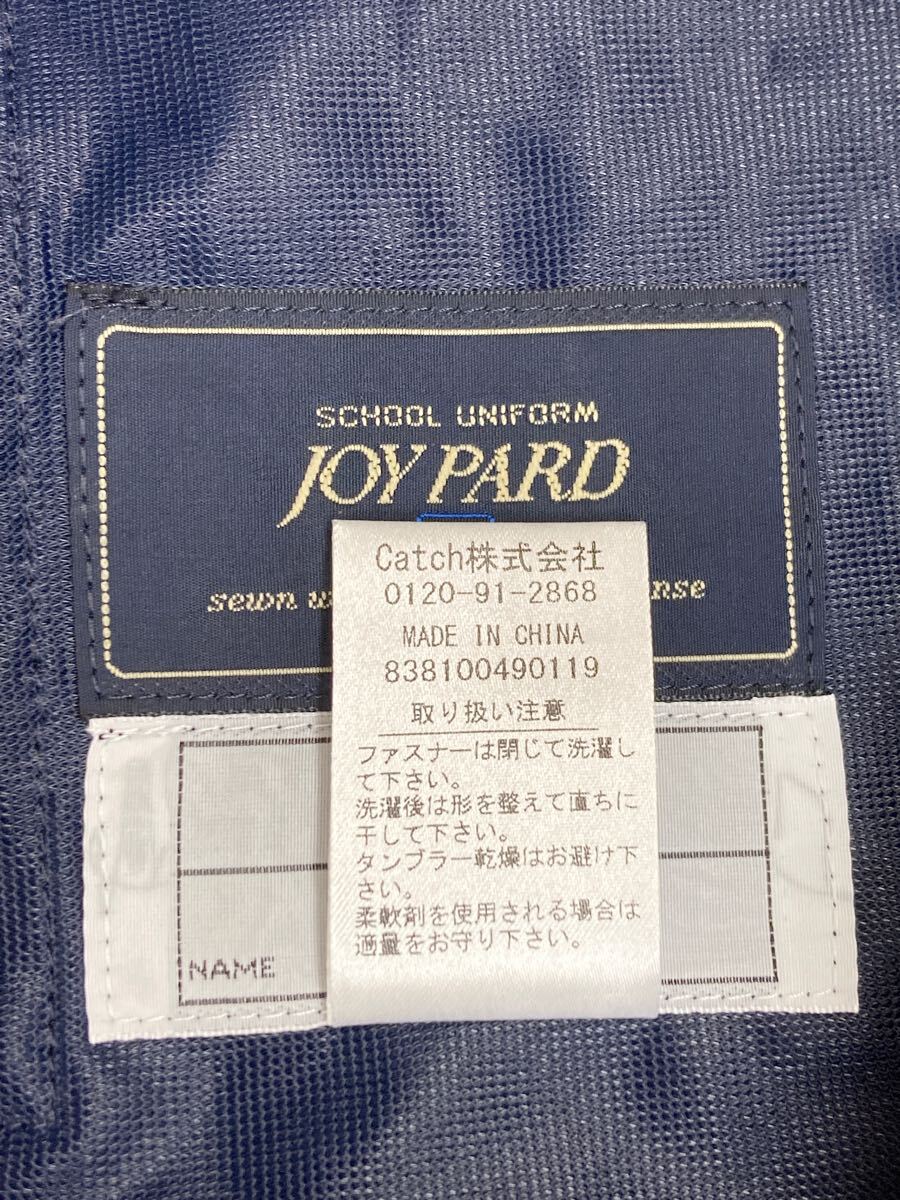 SCHOOL UNIFORM
JOY PARD
sewn
Catch株式会社
0120-91-2868
MADE IN CHINA
838100490119
取り扱い注意
ファスナーは閉じて洗濯し
て下さい。
洗濯後は形を整えて直ちに
干して下さい。
タンブラー乾燥はお避け下
さい。
柔軟剤を使用される場合は
適量をお守り下さい。
NAME